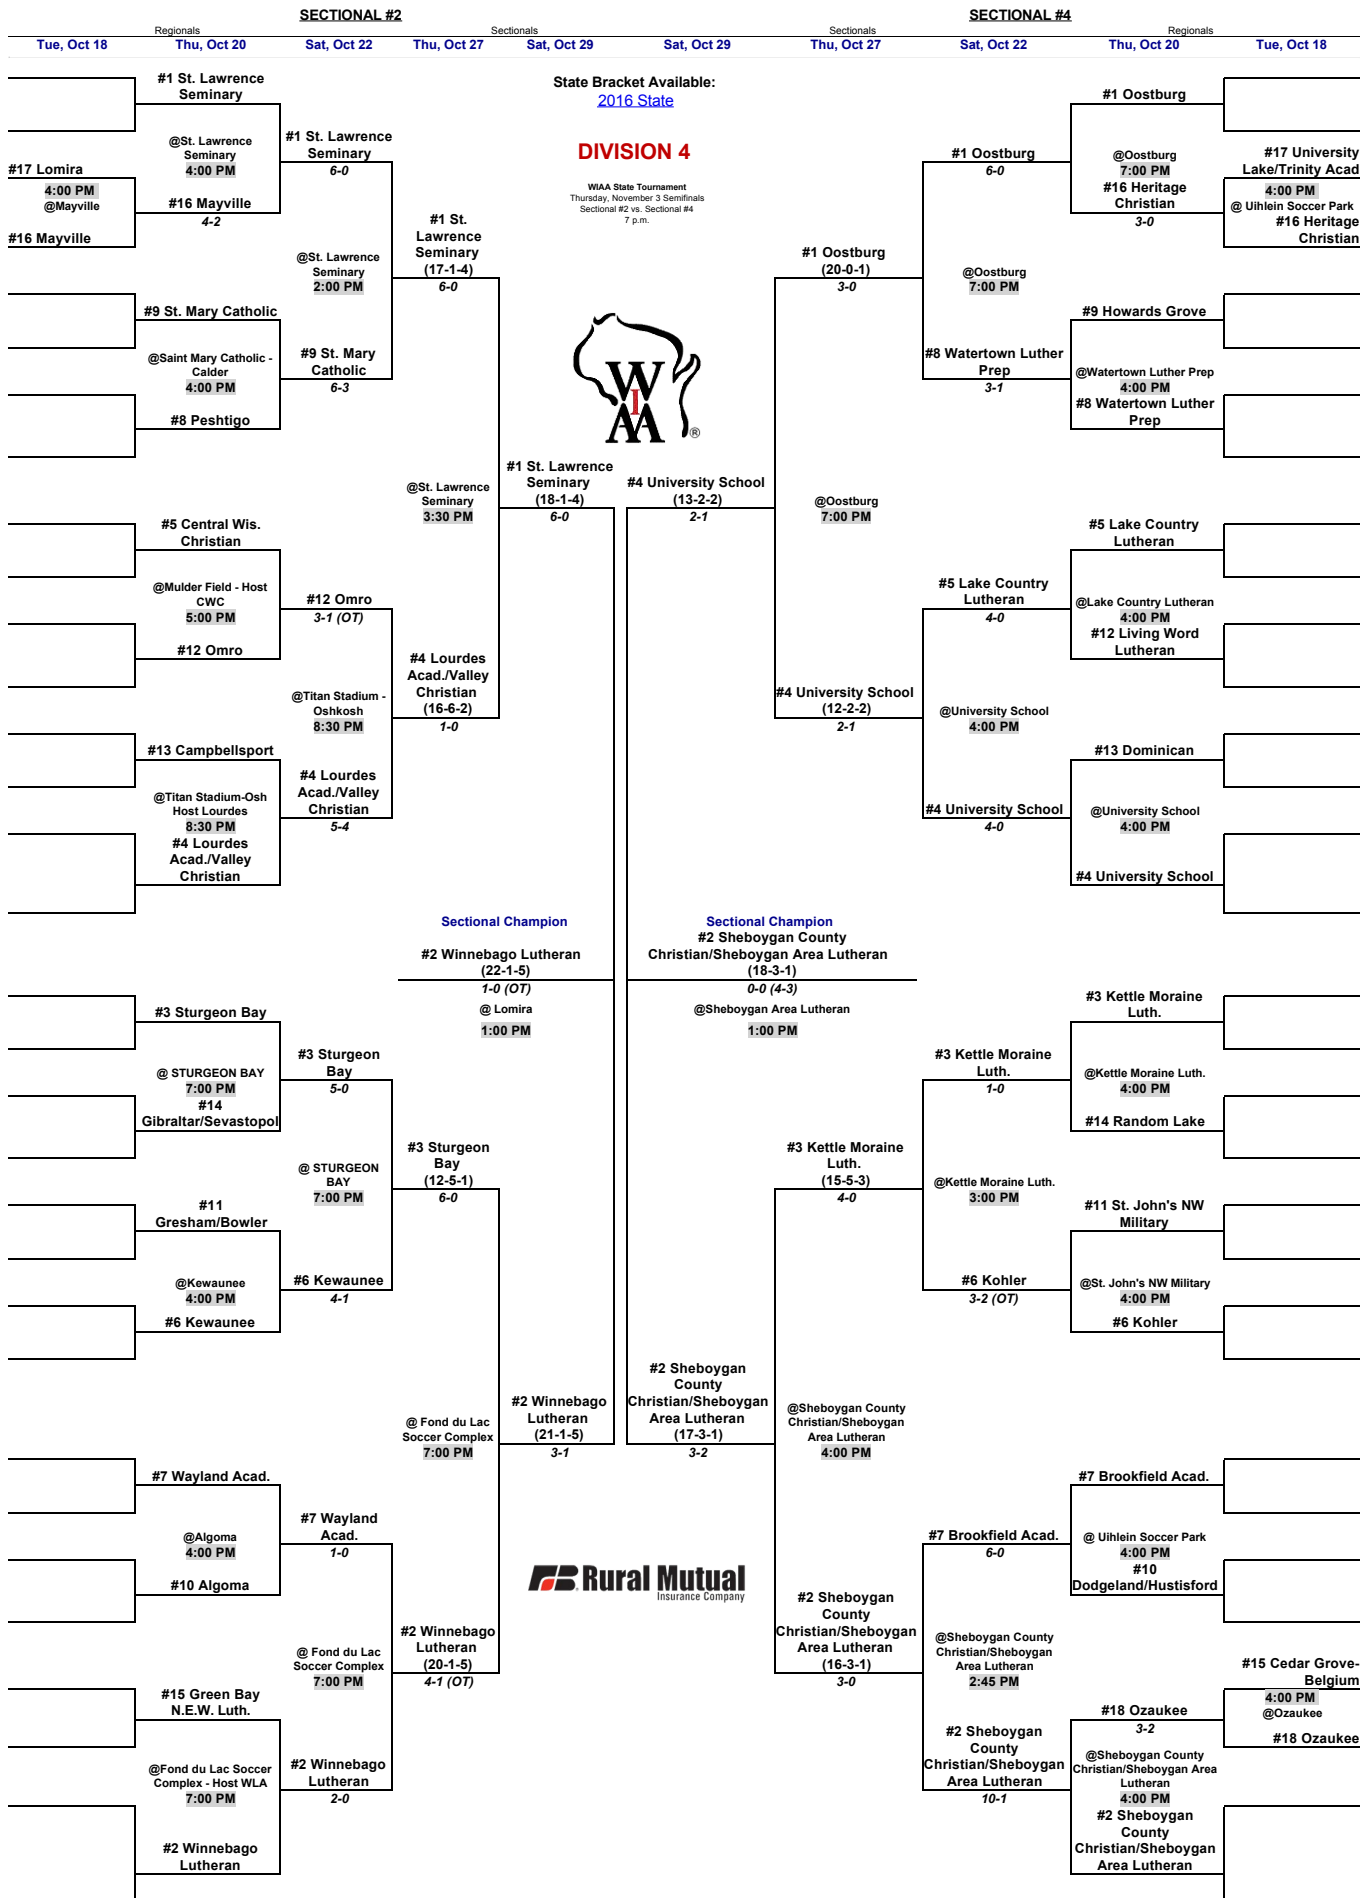 SECTIONAL #2
SECTIONAL #4
Regionals
Sectionals
Sectionals
Regionals
Tue, Oct 18
Thu, Oct 20
Sat, Oct 22
Thu, Oct 27
Sat, Oct 29
Sat, Oct 29
Thu, Oct 27
Sat, Oct 22
Thu, Oct 20
Tue, Oct 18
State Bracket Available:
2016 State
DIVISION 4
WIAA State Tournament
Thursday, November 3 Semifinals
Sectional #2 vs. Sectional #4
7 p.m.
WIAA
®
#17 Lomira
4:00 PM
@Mayville
#16 Mayville
#1 St. Lawrence
Seminary
@St. Lawrence
Seminary
4:00 PM
#16 Mayville
4-2
#9 St. Mary Catholic
@Saint Mary Catholic -
Calder
4:00 PM
#8 Peshtigo
#5 Central Wis.
Christian
@Mulder Field - Host
CWC
5:00 PM
#12 Omro
#13 Campbellsport
@Titan Stadium-Osh
Host Lourdes
8:30 PM
#4 Lourdes
Acad./Valley
Christian
#3 Sturgeon Bay
@ STURGEON BAY
7:00 PM
#14
Gibraltar/Sevastopol
#11
Gresham/Bowler
@Kewaunee
4:00 PM
#6 Kewaunee
#7 Wayland Acad.
@Algoma
4:00 PM
#10 Algoma
#15 Green Bay
N.E.W. Luth.
@Fond du Lac Soccer
Complex - Host WLA
7:00 PM
#2 Winnebago
Lutheran
#1 St. Lawrence
Seminary
6-0
@St. Lawrence
Seminary
2:00 PM
#9 St. Mary
Catholic
6-3
#12 Omro
3-1 (OT)
@Titan Stadium -
Oshkosh
8:30 PM
#4 Lourdes
Acad./Valley
Christian
5-4
#3 Sturgeon
Bay
5-0
@ STURGEON
BAY
7:00 PM
#6 Kewaunee
4-1
#7 Wayland
Acad.
1-0
@ Fond du Lac
Soccer Complex
7:00 PM
#2 Winnebago
Lutheran
2-0
#1 St.
Lawrence
Seminary
(17-1-4)
6-0
@St. Lawrence
Seminary
3:30 PM
#4 Lourdes
Acad./Valley
Christian
(16-6-2)
1-0
#3 Sturgeon
Bay
(12-5-1)
6-0
@ Fond du Lac
Soccer Complex
7:00 PM
#2 Winnebago
Lutheran
(20-1-5)
4-1 (OT)
#1 St. Lawrence
Seminary
(18-1-4)
6-0
Sectional Champion
#2 Winnebago Lutheran
(22-1-5)
1-0 (OT)
@ Lomira
1:00 PM
#2 Winnebago
Lutheran
(21-1-5)
3-1
#4 University School
(13-2-2)
2-1
Sectional Champion
#2 Sheboygan County
Christian/Sheboygan Area Lutheran
(18-3-1)
0-0 (4-3)
@Sheboygan Area Lutheran
1:00 PM
#2 Sheboygan
County
Christian/Sheboygan
Area Lutheran
(17-3-1)
3-2
#1 Oostburg
(20-0-1)
3-0
@Oostburg
7:00 PM
#4 University School
(12-2-2)
2-1
#3 Kettle Moraine
Luth.
(15-5-3)
4-0
@Sheboygan County
Christian/Sheboygan
Area Lutheran
4:00 PM
#2 Sheboygan
County
Christian/Sheboygan
Area Lutheran
(16-3-1)
3-0
#1 Oostburg
6-0
@Oostburg
7:00 PM
#8 Watertown Luther
Prep
3-1
#5 Lake Country
Lutheran
4-0
@University School
4:00 PM
#4 University School
4-0
#3 Kettle Moraine
Luth.
1-0
@Kettle Moraine Luth.
3:00 PM
#6 Kohler
3-2 (OT)
#7 Brookfield Acad.
6-0
@Sheboygan County
Christian/Sheboygan
Area Lutheran
2:45 PM
#2 Sheboygan
County
Christian/Sheboygan
Area Lutheran
10-1
#1 Oostburg
@Oostburg
7:00 PM
#16 Heritage
Christian
3-0
#9 Howards Grove
@Watertown Luther Prep
4:00 PM
#8 Watertown Luther
Prep
#5 Lake Country
Lutheran
@Lake Country Lutheran
4:00 PM
#12 Living Word
Lutheran
#13 Dominican
@University School
4:00 PM
#4 University School
#3 Kettle Moraine
Luth.
@Kettle Moraine Luth.
4:00 PM
#14 Random Lake
#11 St. John's NW
Military
@St. John's NW Military
4:00 PM
#6 Kohler
#7 Brookfield Acad.
@ Uihlein Soccer Park
4:00 PM
#10
Dodgeland/Hustisford
#18 Ozaukee
3-2
@Sheboygan County
Christian/Sheboygan Area
Lutheran
4:00 PM
#2 Sheboygan
County
Christian/Sheboygan
Area Lutheran
#17 University
Lake/Trinity Acad
4:00 PM
@ Uihlein Soccer Park
#16 Heritage
Christian
#15 Cedar Grove-
Belgium
4:00 PM
@Ozaukee
#18 Ozaukee
Rural Mutual
Insurance Company